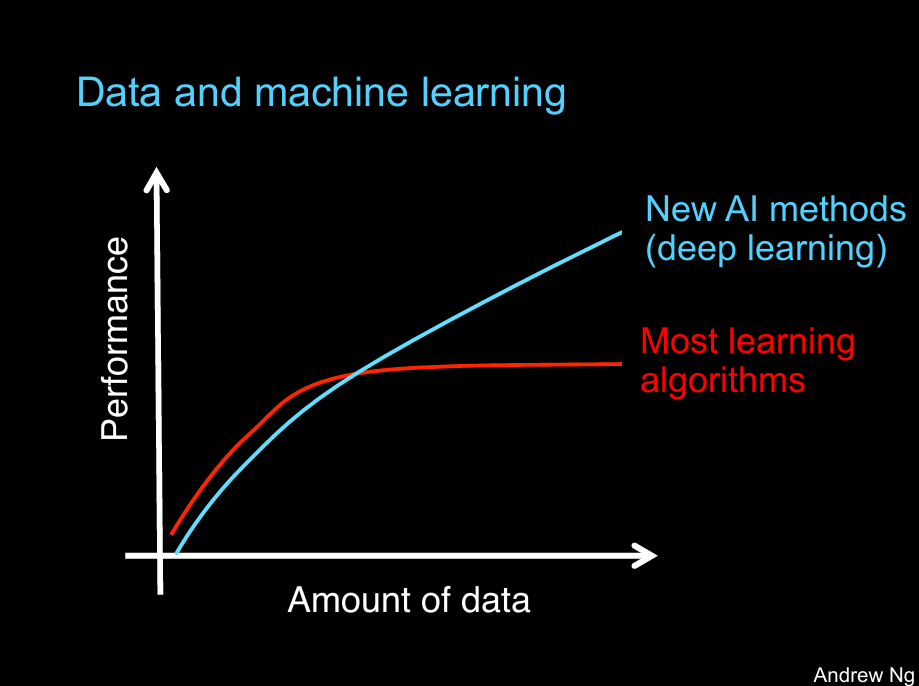 Data and machine learning
New AI methods
(deep learning)
Performance
Most learning
algorithms
Amount of data
Andrew Ng